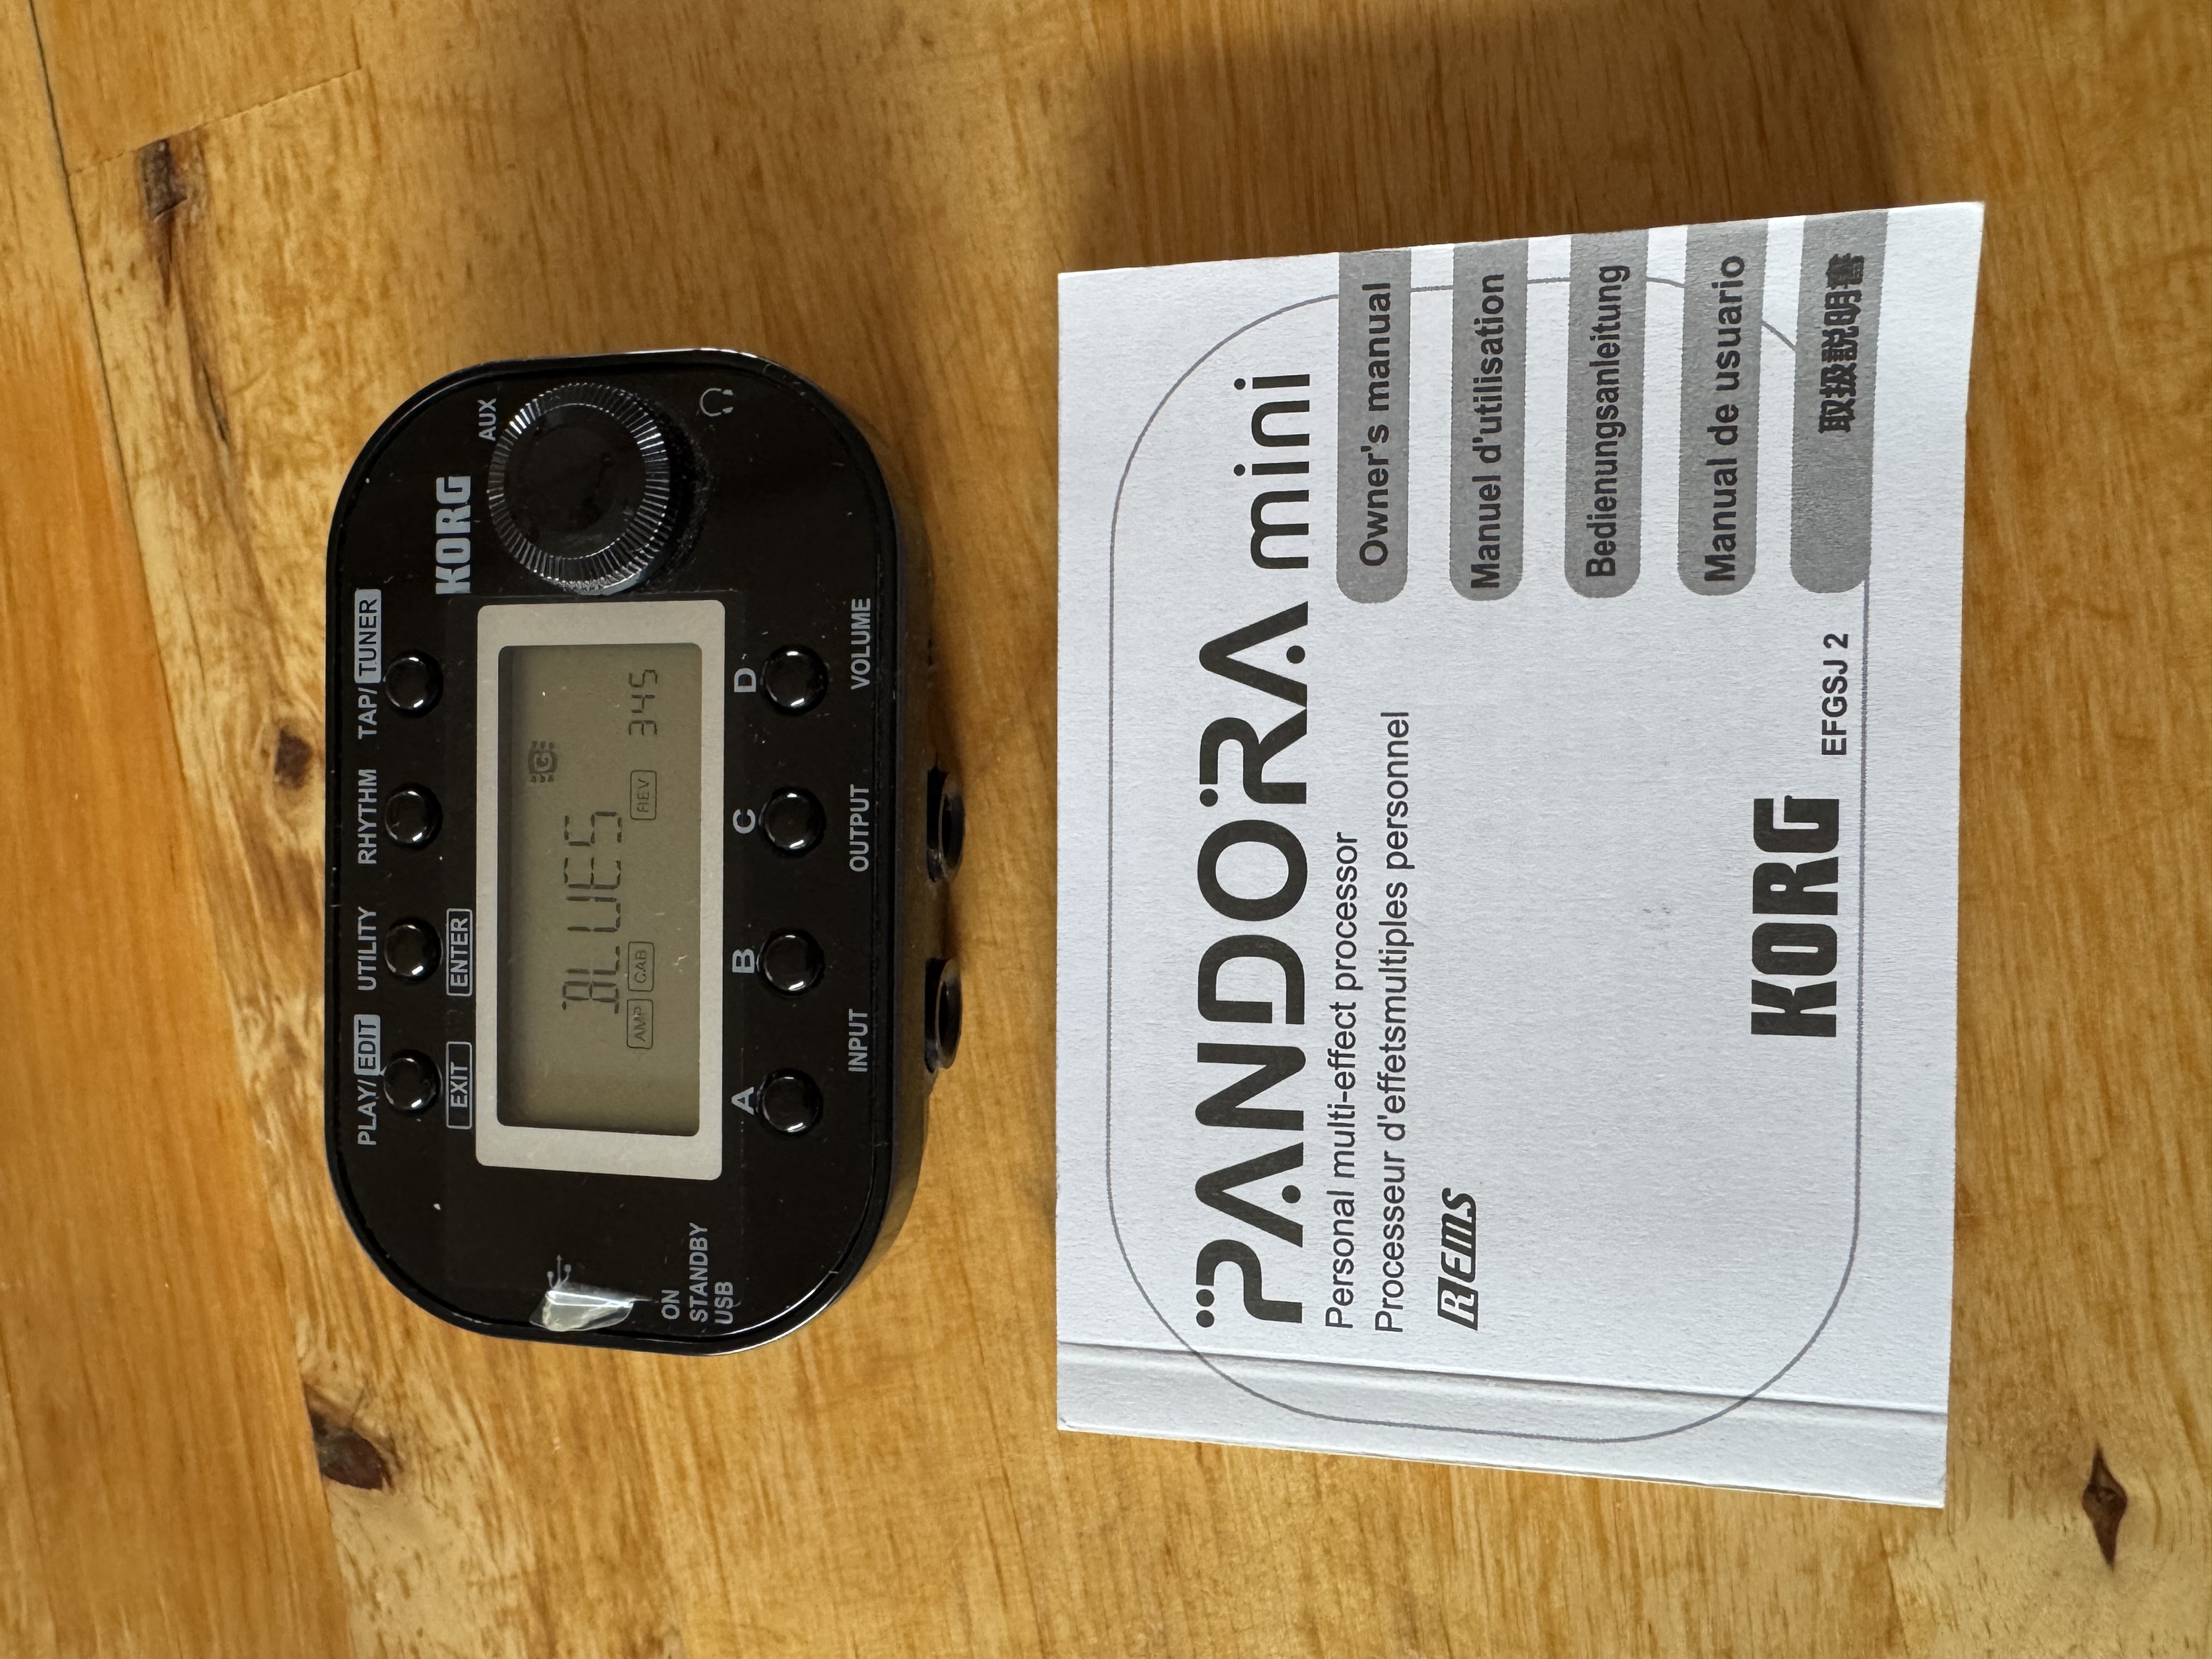 PLAY/EDIT UTILITY RHYTHM TAP/TUNER
EXIT ENTER KORG
AUX
BLUES
AMP CAB REV 345
ON
STANDBY
USB
A B C D
INPUT OUTPUT VOLUME
PANDORA mini
Personal multi-effect processor
Processeur d'effetsmultiples personnel
REMS
Owner's manual
Manuel d'utilisation
Bedienungsanleitung
Manual de usuario
取扱説明書
KORG
EFGSJ 2